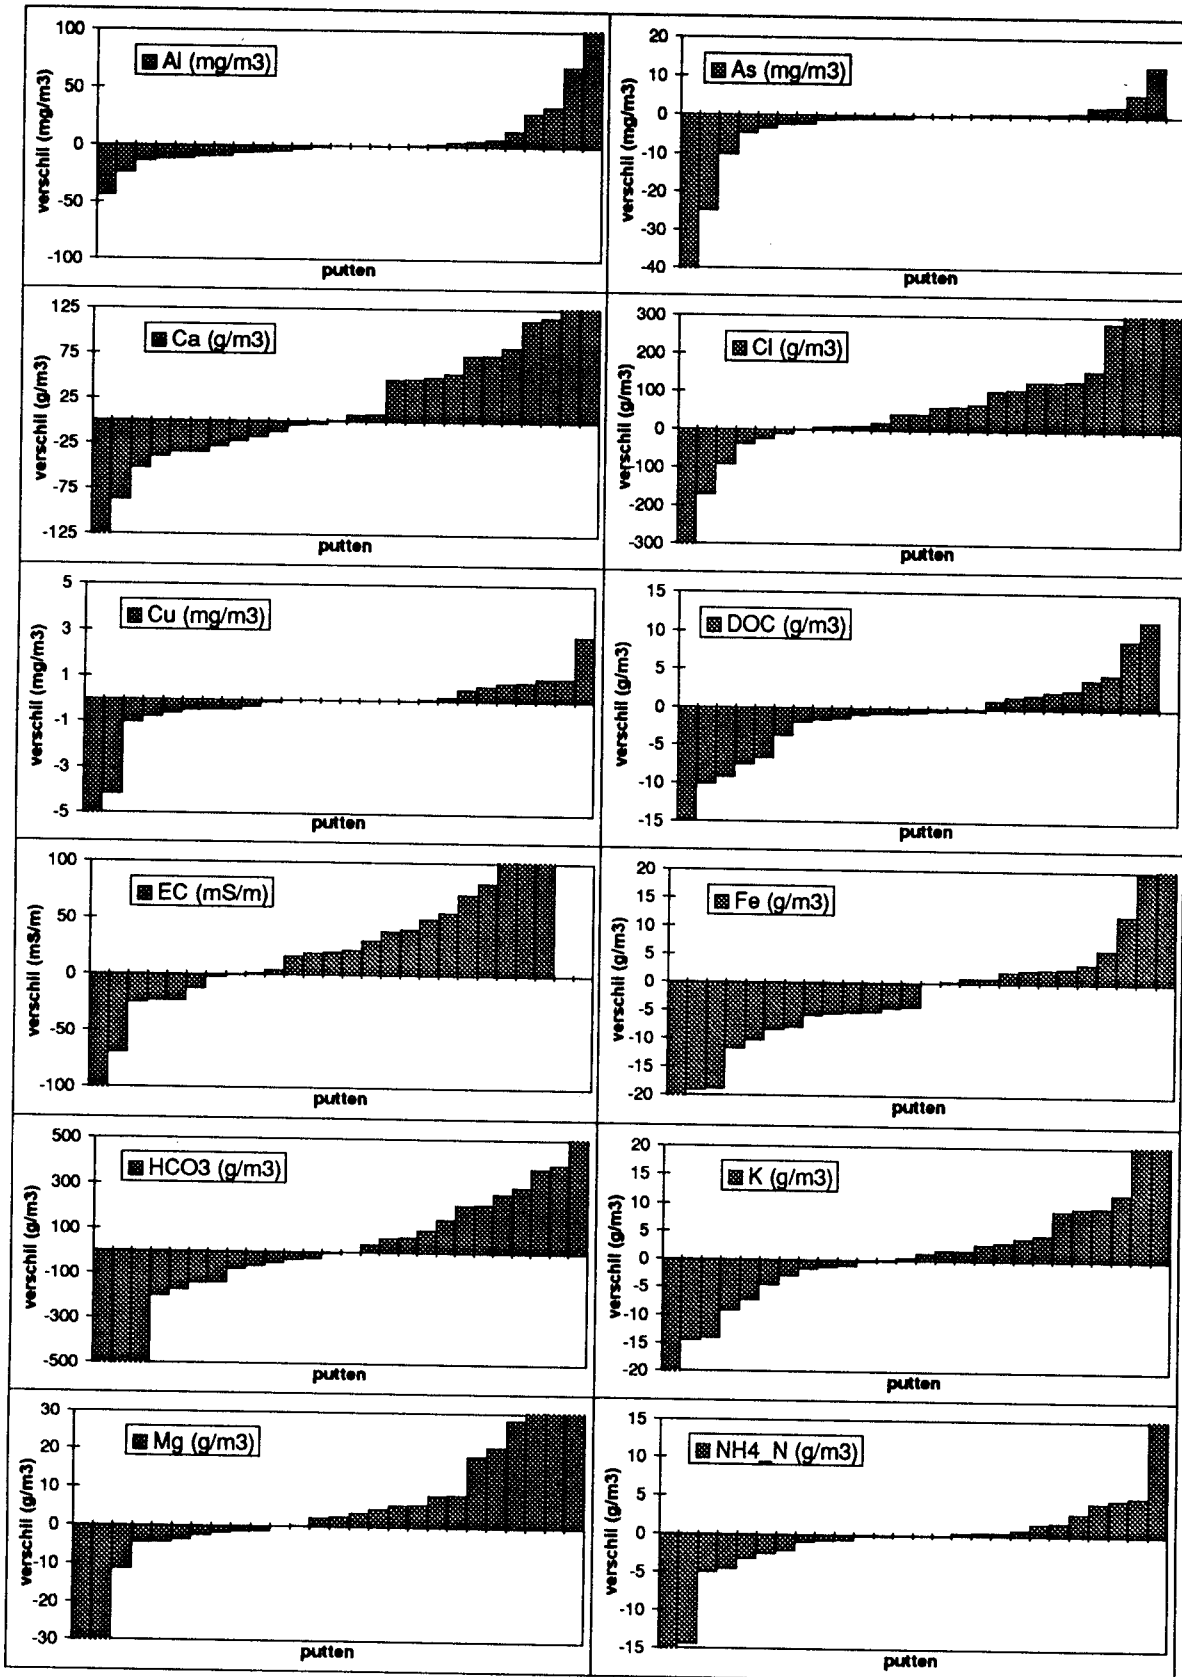 Al (mg/m3)
verschil (mg/m3)
100
50
0
-50
-100
putten
As (mg/m3)
verschil (mg/m3)
20
10
0
-10
-20
-30
-40
putten
Ca (g/m3)
verschil (g/m3)
125
75
25
-25
-75
-125
putten
Cl (g/m3)
verschil (g/m3)
300
200
100
0
-100
-200
-300
putten
Cu (mg/m3)
verschil (mg/m3)
5
3
1
-1
-3
-5
putten
DOC (g/m3)
verschil (g/m3)
15
10
5
0
-5
-10
-15
putten
EC (mS/m)
verschil (mS/m)
100
50
0
-50
-100
putten
Fe (g/m3)
verschil (g/m3)
20
15
10
5
0
-5
-10
-15
-20
putten
HCO3 (g/m3)
verschil (g/m3)
500
300
100
-100
-300
-500
putten
K (g/m3)
verschil (g/m3)
20
15
10
5
0
-5
-10
-15
-20
putten
Mg (g/m3)
verschil (g/m3)
30
20
10
0
-10
-20
-30
putten
NH4_N (g/m3)
verschil (g/m3)
15
10
5
0
-5
-10
-15
putten